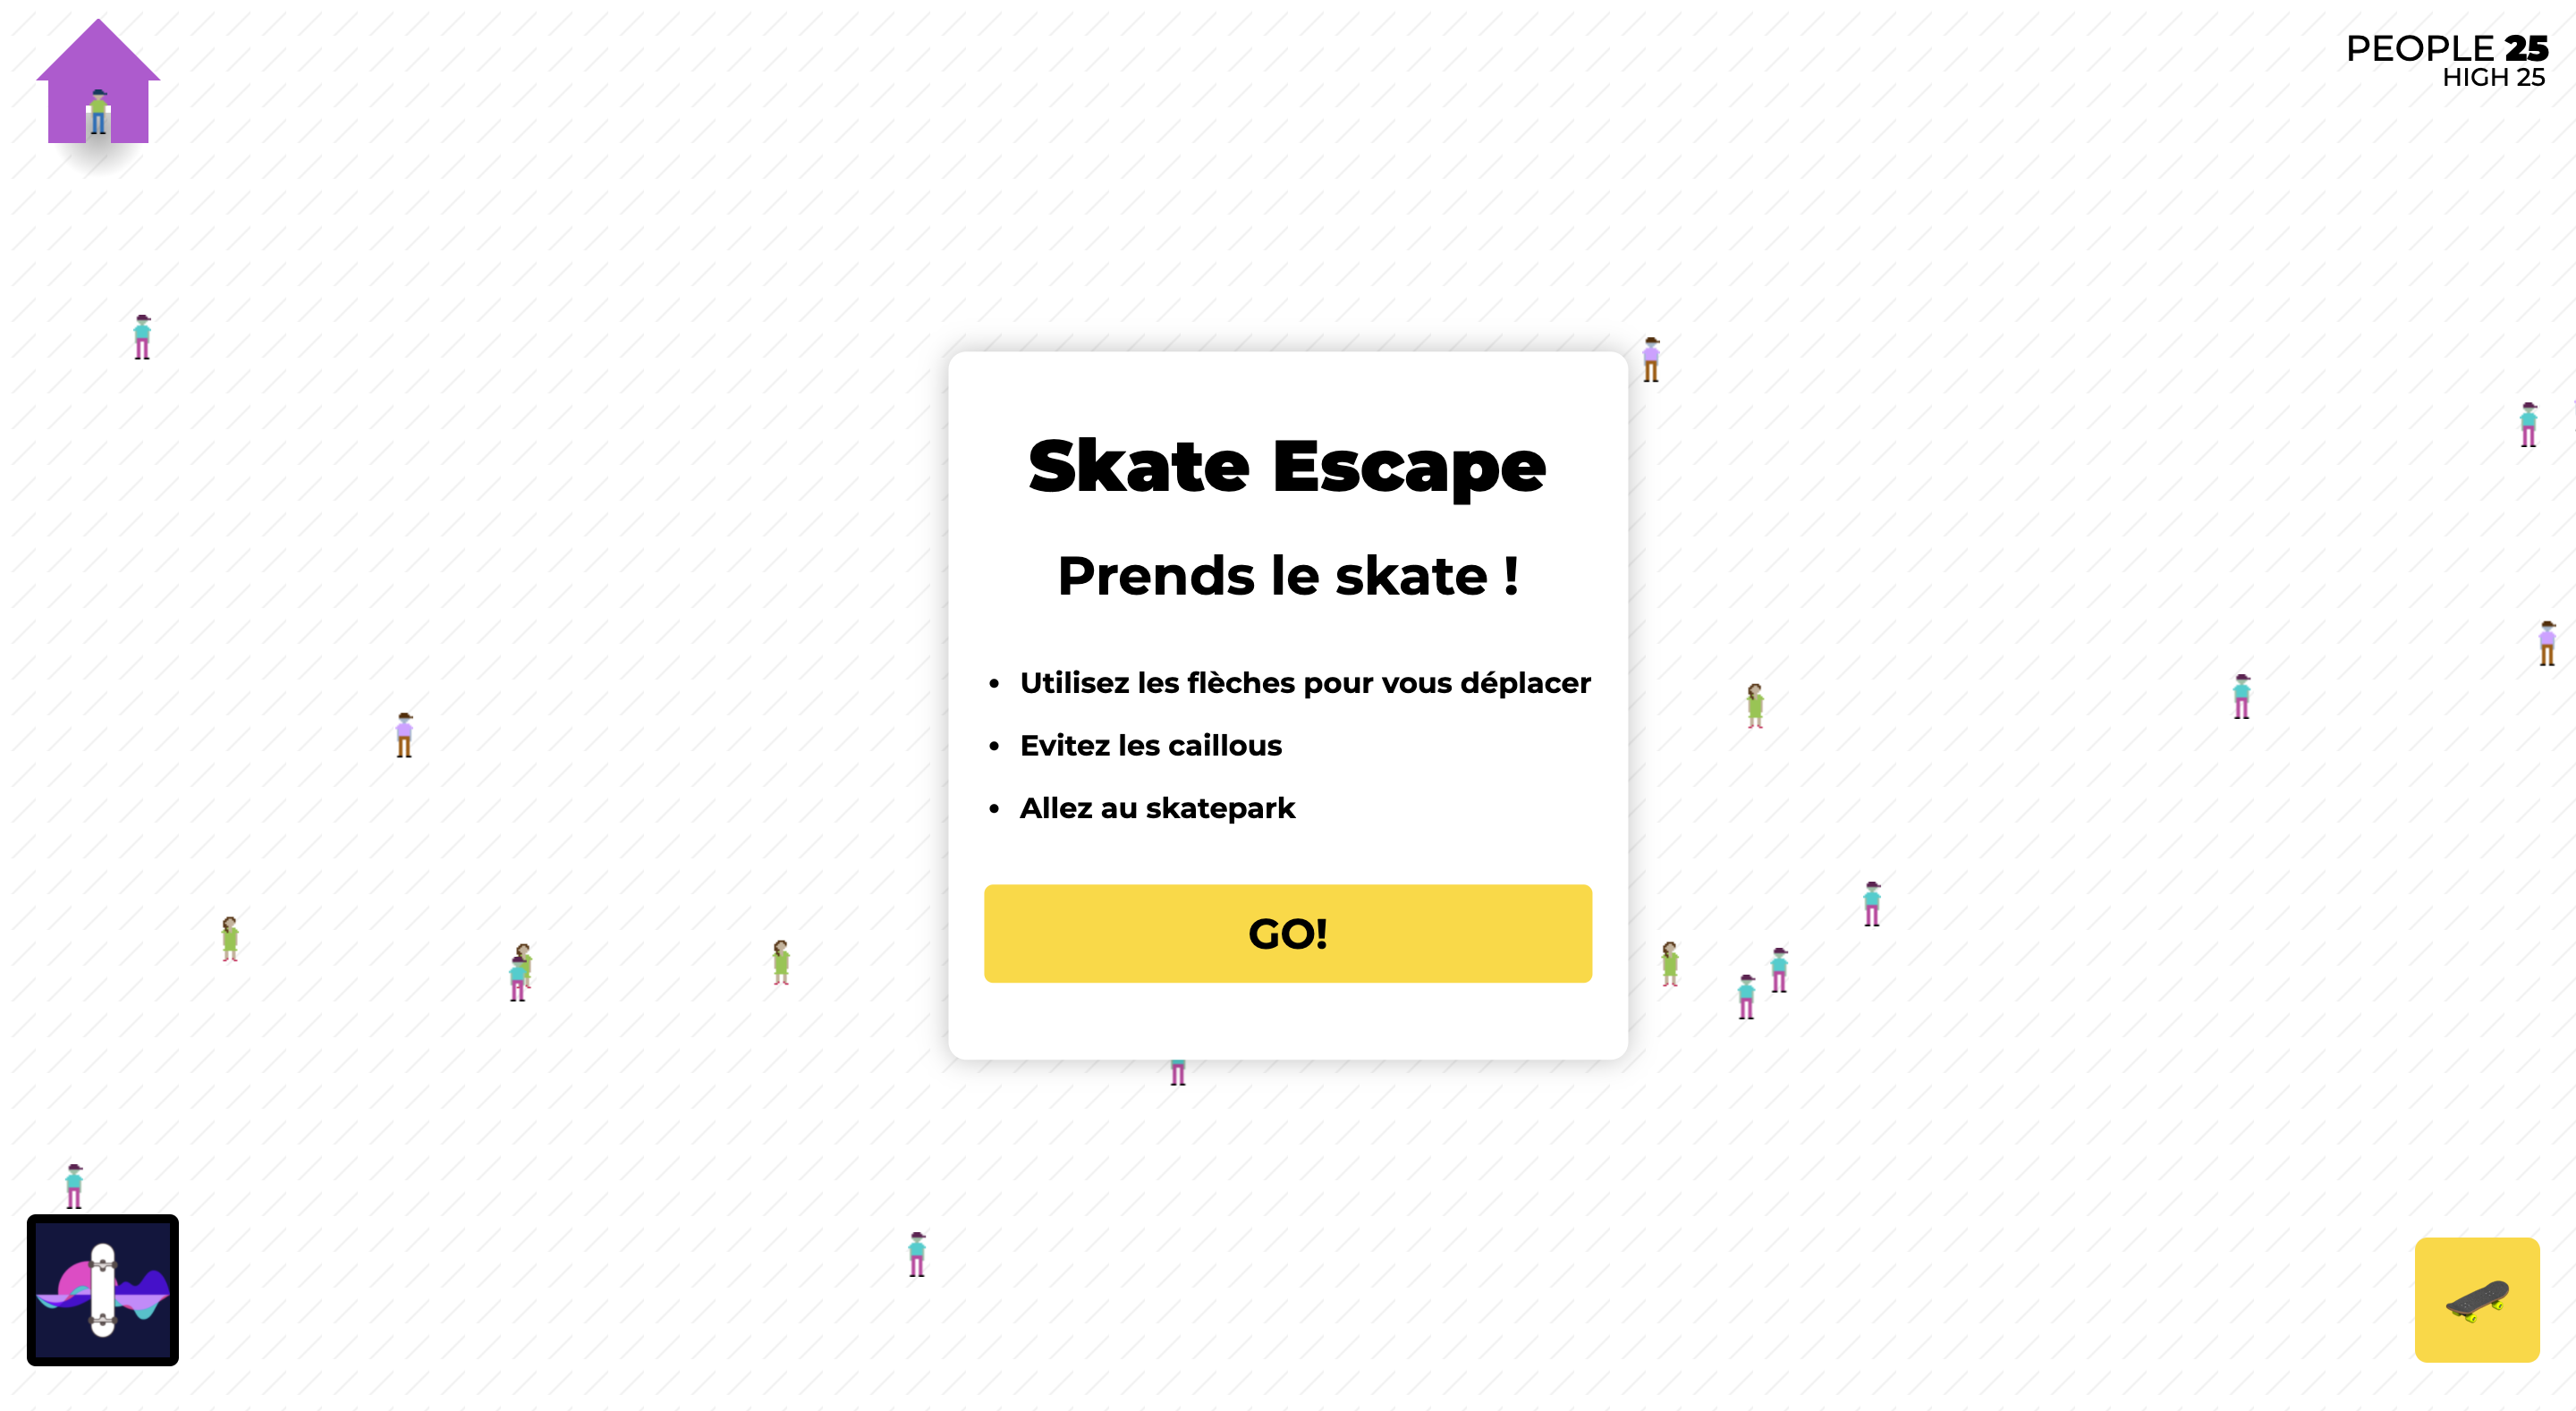 PEOPLE 25
HIGH 25
Skate Escape
Prends le skate !
Utilisez les flèches pour vous déplacer
Evitez les caillous
Allez au skatepark
GO!